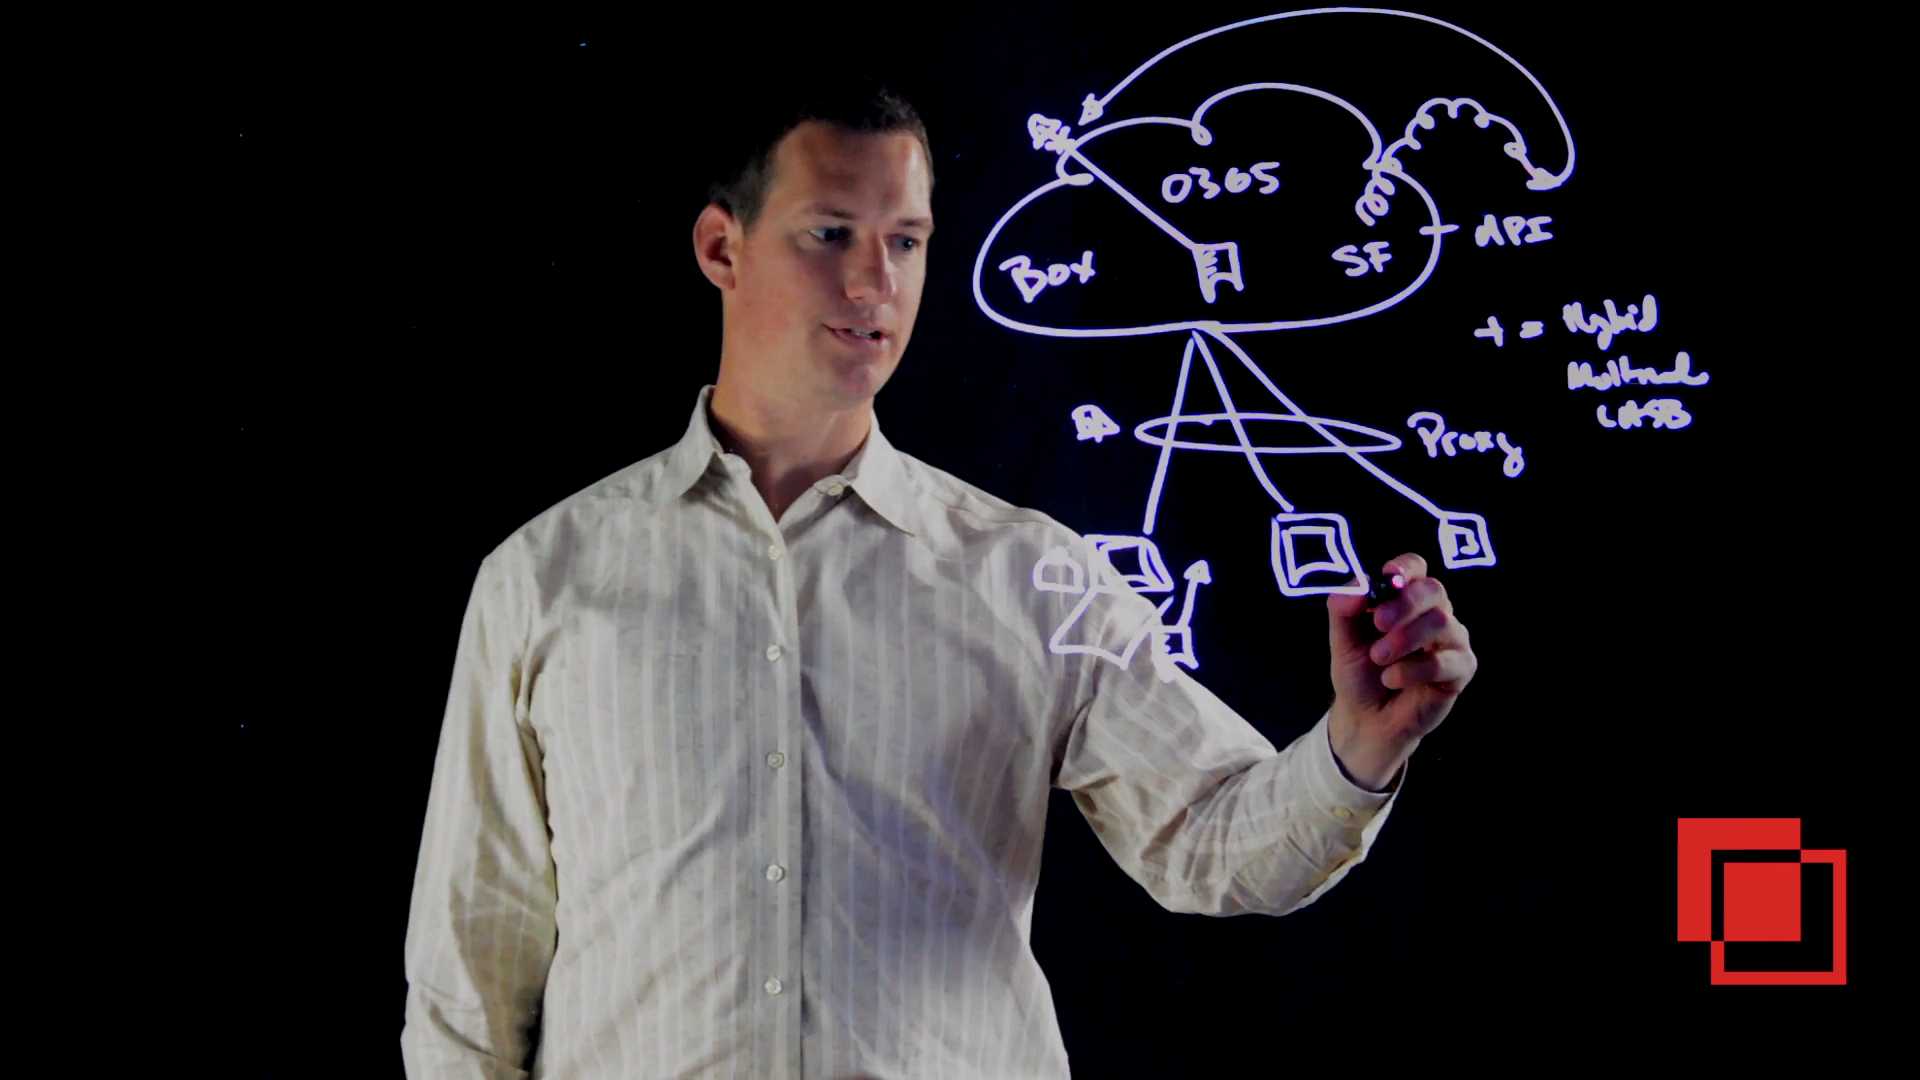 O365
Box
SF
API
+ = Hybrid
Multimode
CASB
Proxy